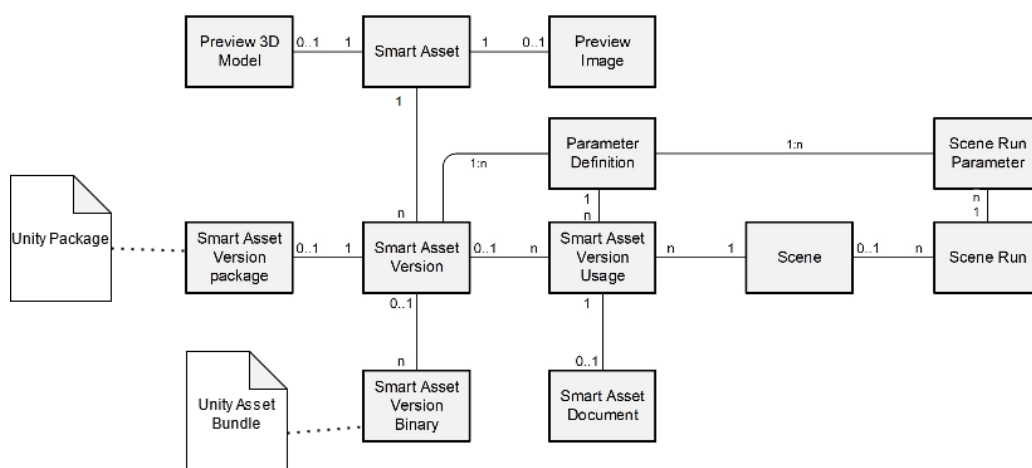 Preview 3D
Model
0..1
1
Smart Asset
1
0..1
Preview
Image
1
Parameter
Definition
1:n
1:n
Scene Run
Parameter
Unity Package
n
1
n
n
1
Smart Asset
Version
package
0..1
1
Smart Asset
Version
0..1
n
Smart Asset
Version
Usage
n
1
Scene
0..1
n
Scene Run
0..1
1
n
0..1
Unity Asset
Bundle
Smart Asset
Version
Binary
Smart Asset
Document